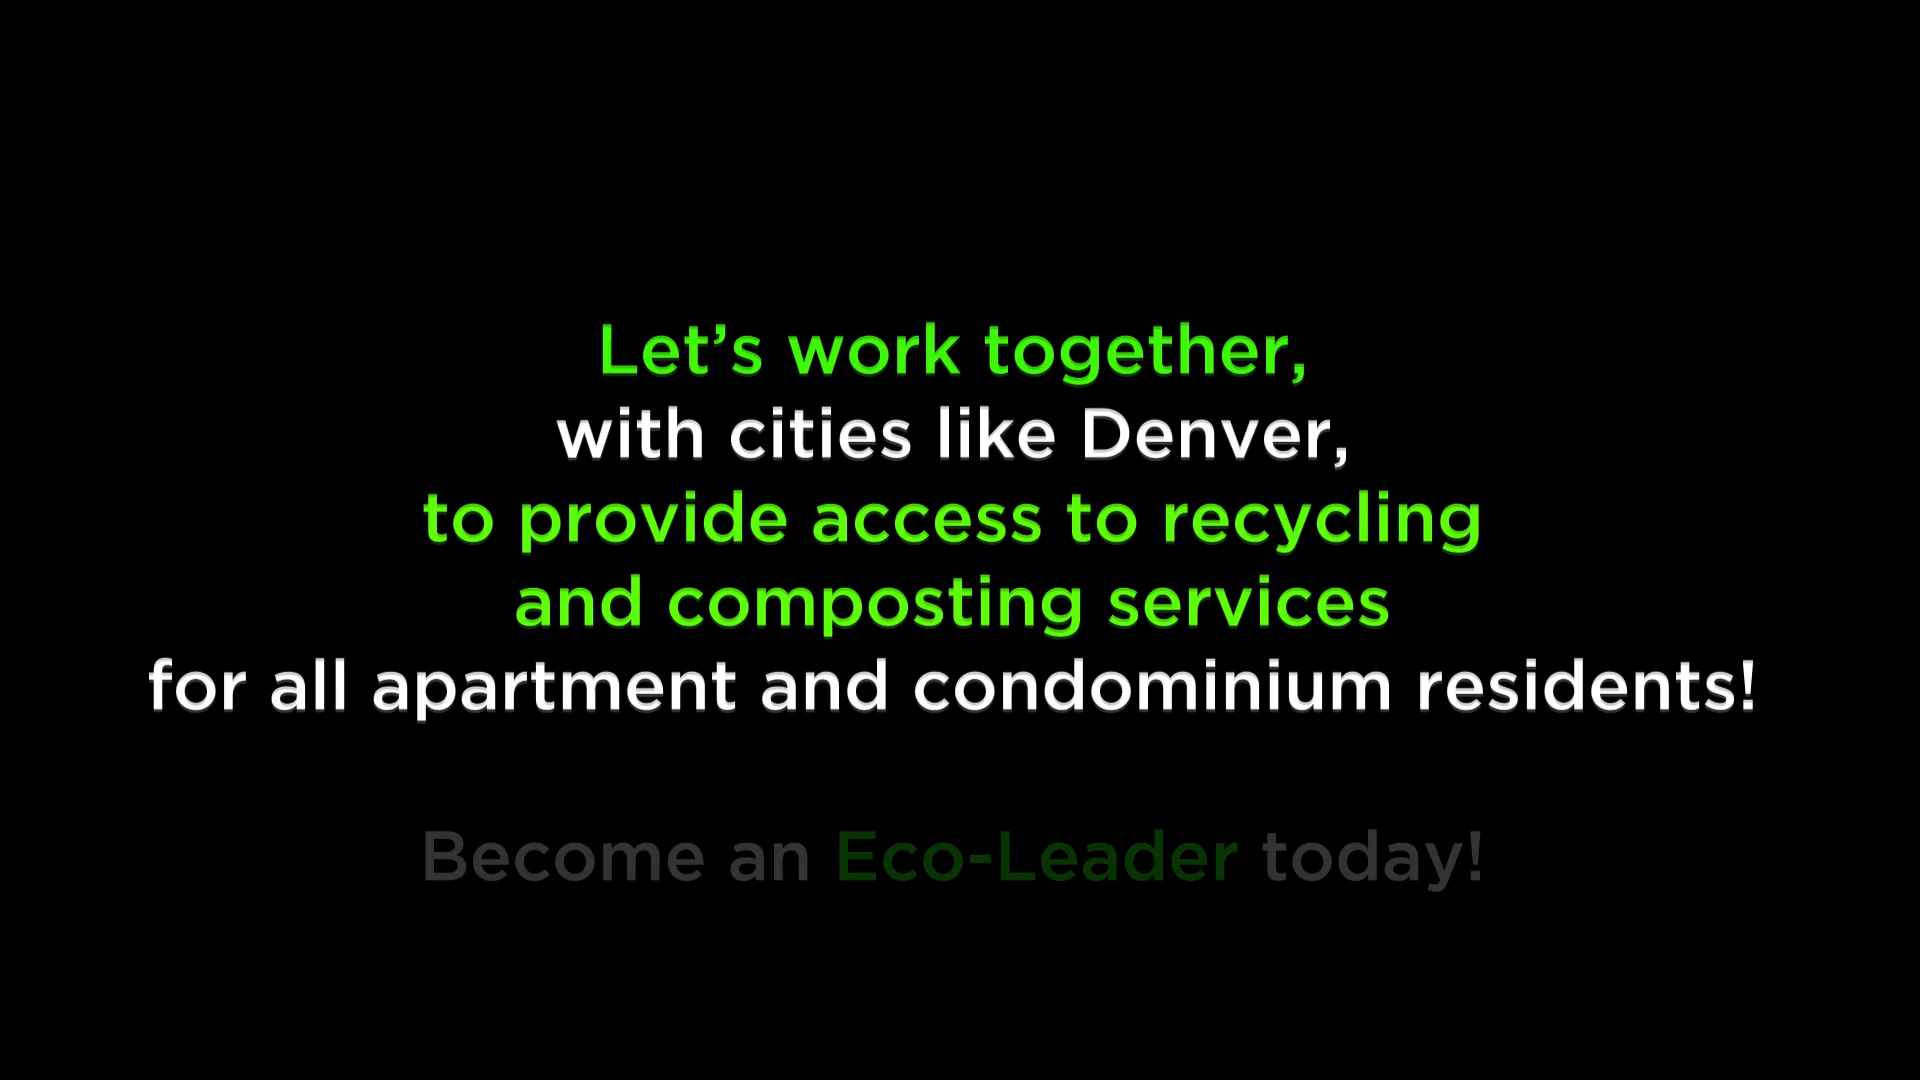 Let’s work together,
with cities like Denver,
to provide access to recycling
and composting services
for all apartment and condominium residents!
Become an Eco-Leader today!